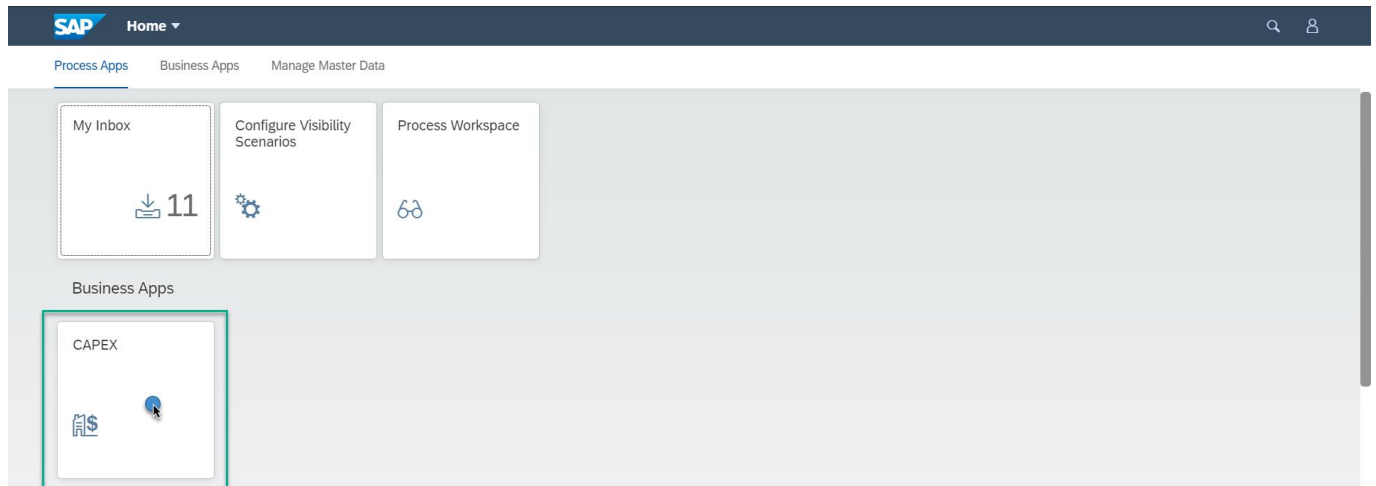 SAP Home
Process Apps Business Apps Manage Master Data
My Inbox
Configure Visibility
Scenarios
Process Workspace
11
Business Apps
CAPEX
$